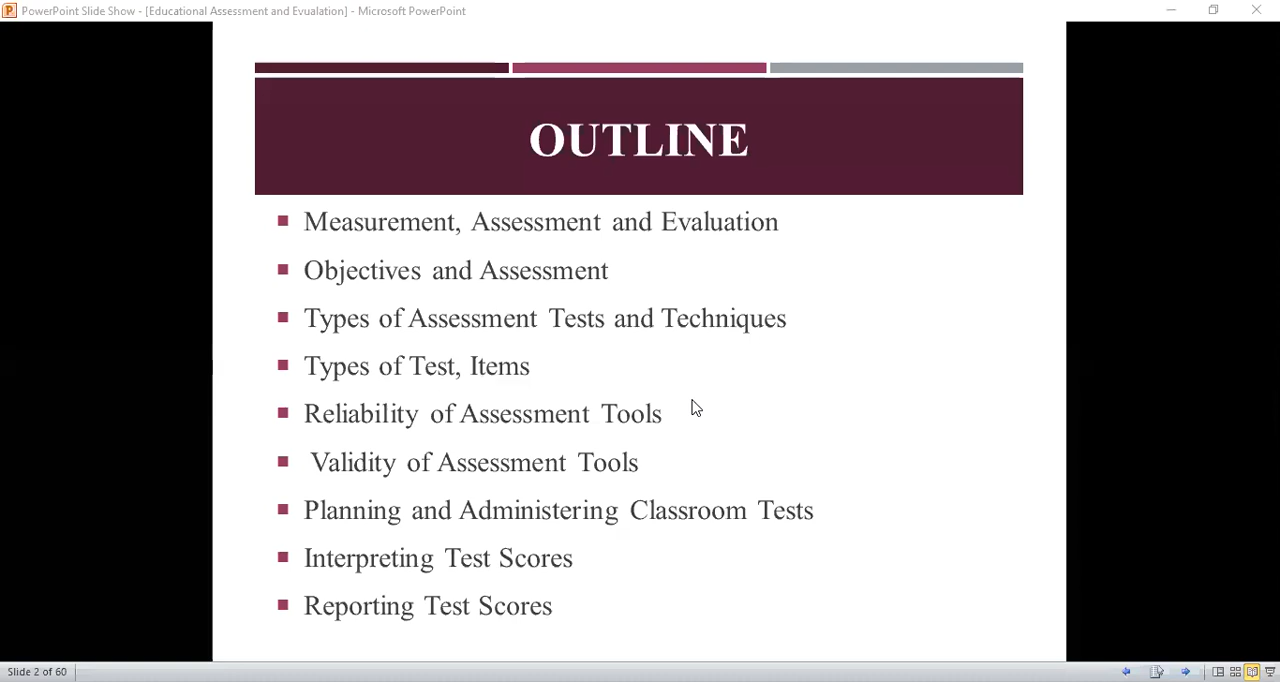 PowerPoint Slide Show - [Educational Assessment and Evualation] - Microsoft PowerPoint
OUTLINE
Measurement, Assessment and Evaluation
Objectives and Assessment
Types of Assessment Tests and Techniques
Types of Test, Items
Reliability of Assessment Tools
Validity of Assessment Tools
Planning and Administering Classroom Tests
Interpreting Test Scores
Reporting Test Scores
Slide 2 of 60